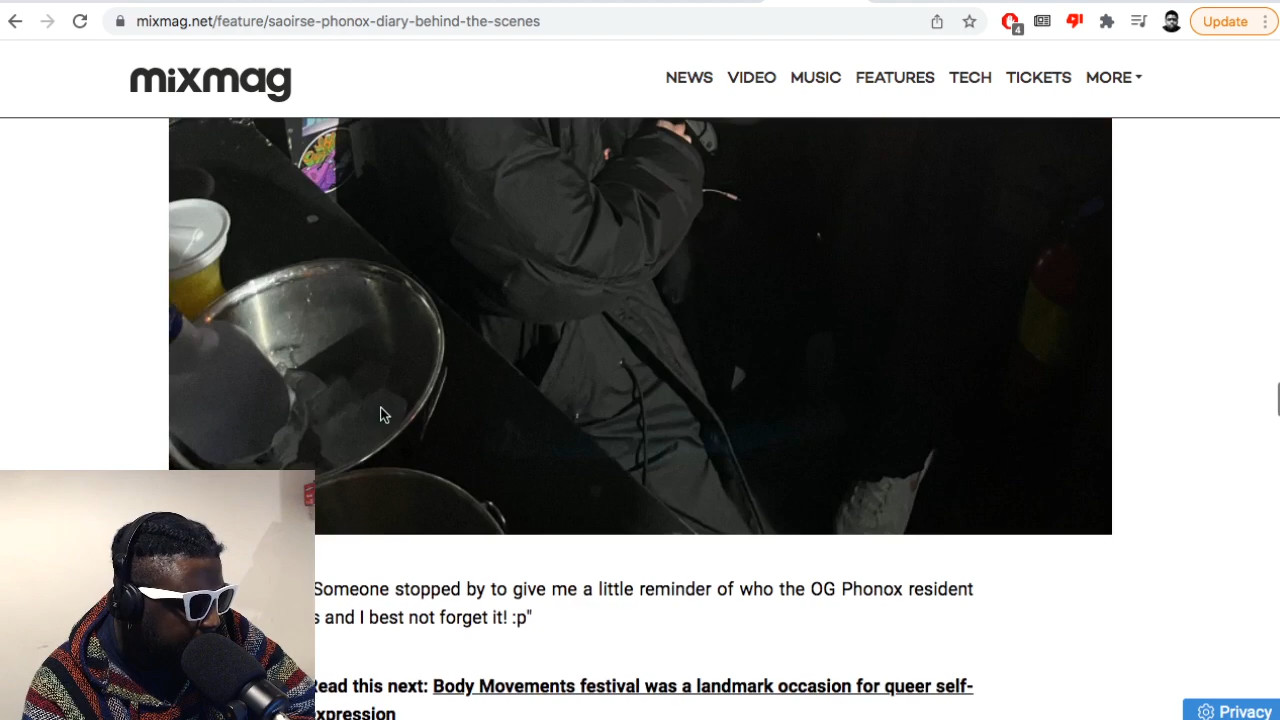 mixmag.net/feature/saoirse-phonox-diary-behind-the-scenes
4
Update
mixmag
NEWS VIDEO MUSIC FEATURES TECH TICKETS MORE
Someone stopped by to give me a little reminder of who the OG Phonox resident
s and I best not forget it! :p"
ead this next: Body Movements festival was a landmark occasion for queer self-
xpression
Privacy